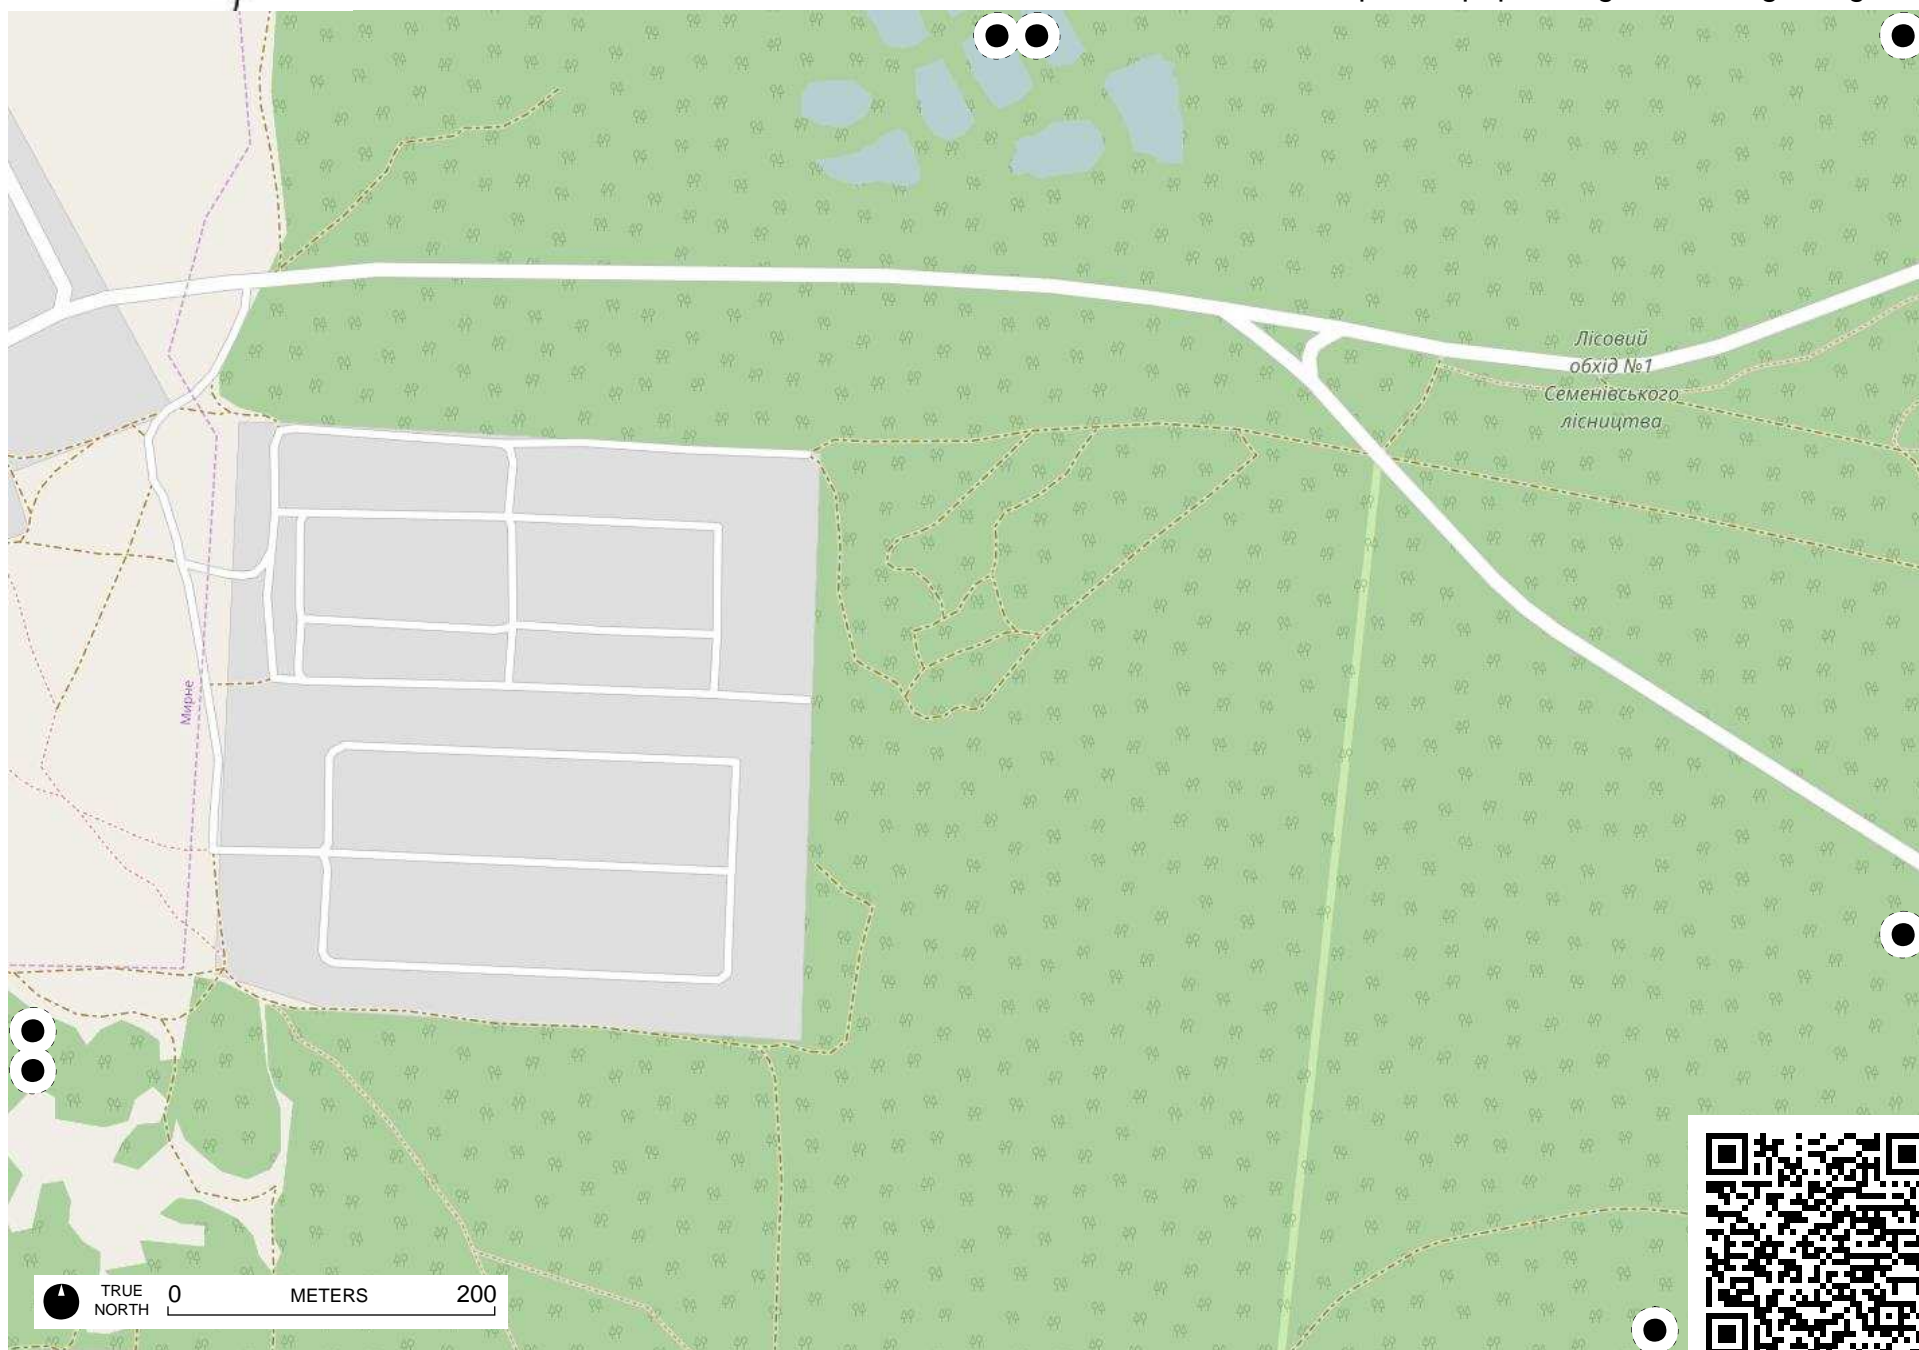 Лісовий
обхід №1
Семенівського
лісництва
Мирне
TRUE
NORTH
0 METERS 200